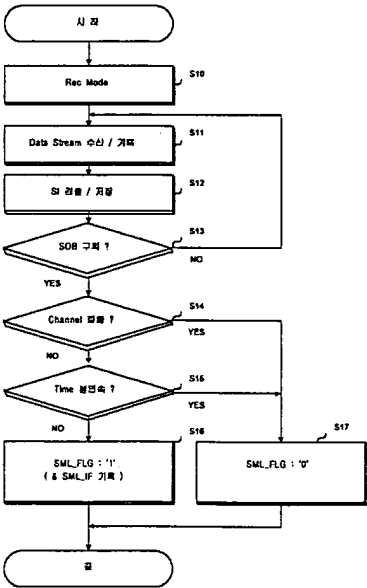 시 작
Rec Mode
S10
S11
Data Stream 수신 / 기록
S12
SI 검출 / 저장
S13
SOB 구획 ?
NO
YES
S14
Channel ?
YES
NO
S15
Time 불연속 ?
YES
NO
S16
S17
SML_FLG : '1'
( & SML_IF 기록 )
SML_FLG : '0'
끝